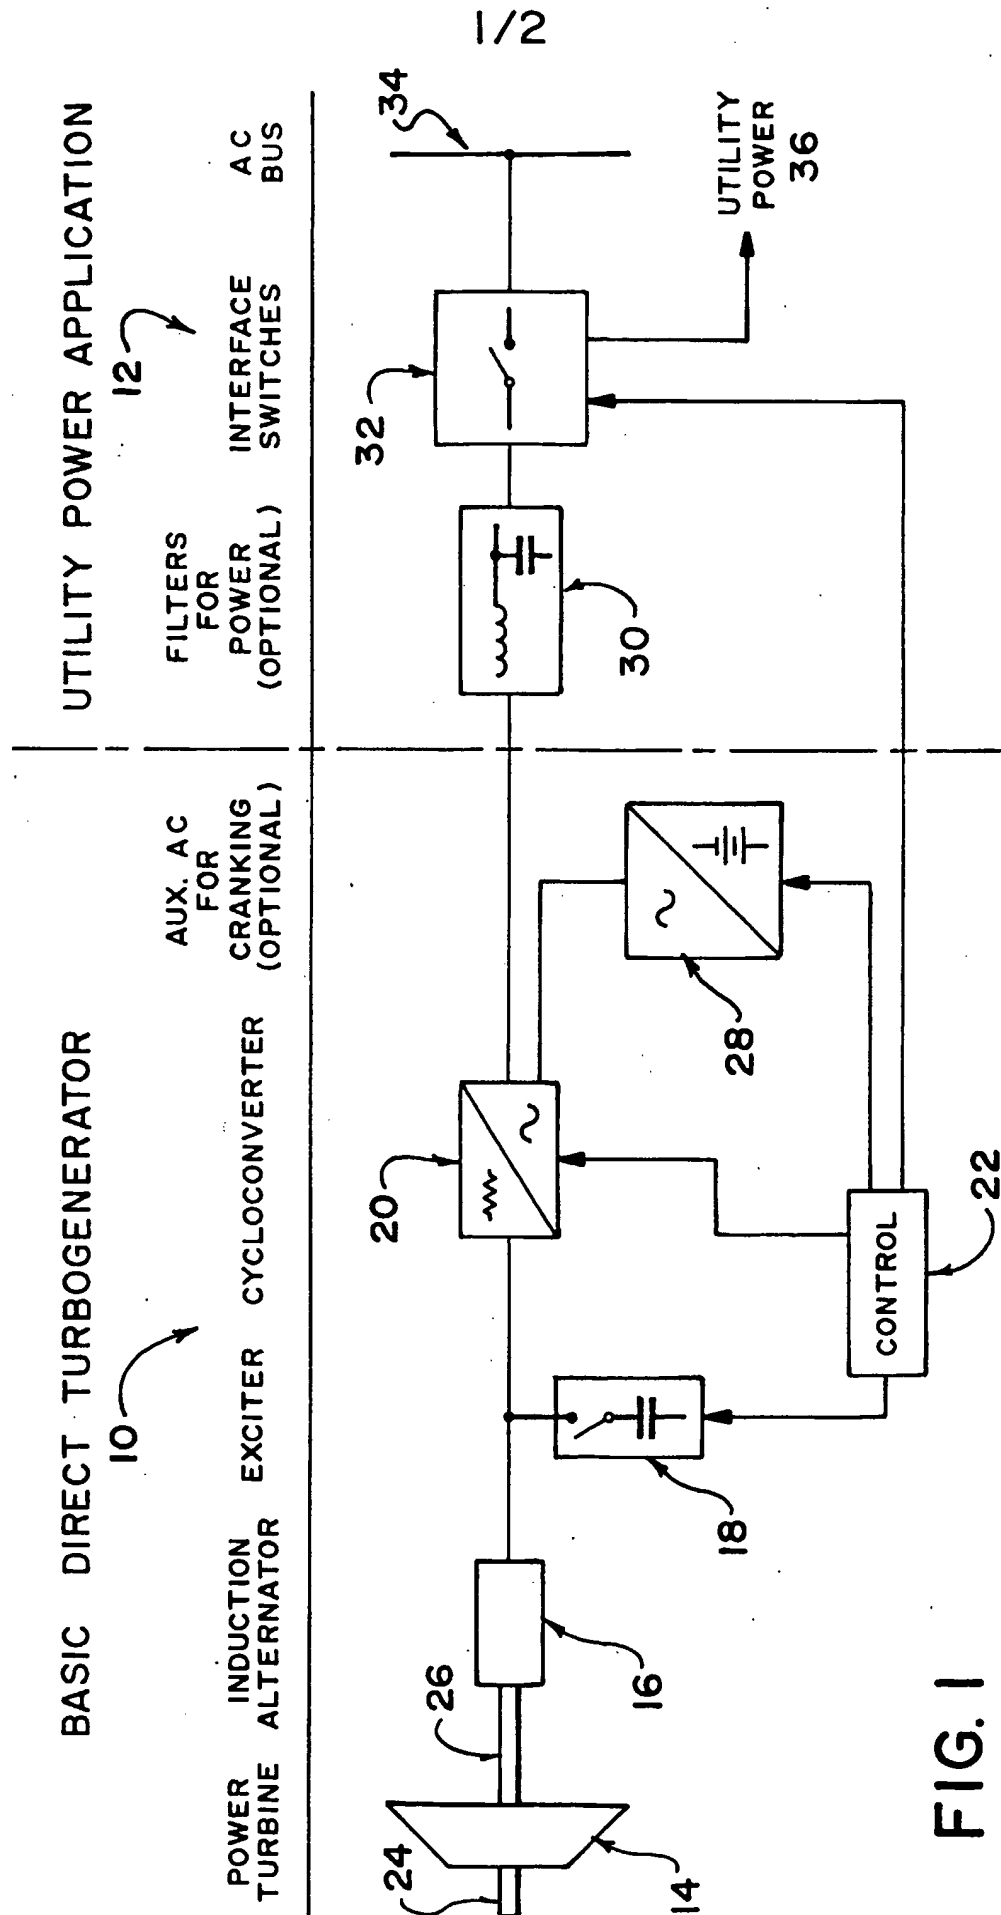 1/2
BASIC DIRECT TURBOGENERATOR
10
UTILITY POWER APPLICATION
12
POWER
TURBINE
INDUCTION
ALTERNATOR
EXCITER
CYCLOCONVERTER
AUX. AC
FOR
CRANKING
(OPTIONAL)
FILTERS
FOR
POWER
(OPTIONAL)
INTERFACE
SWITCHES
AC
BUS
24
26
14
16
18
20
28
30
32
34
UTILITY
POWER
36
CONTROL
22
FIG. 1